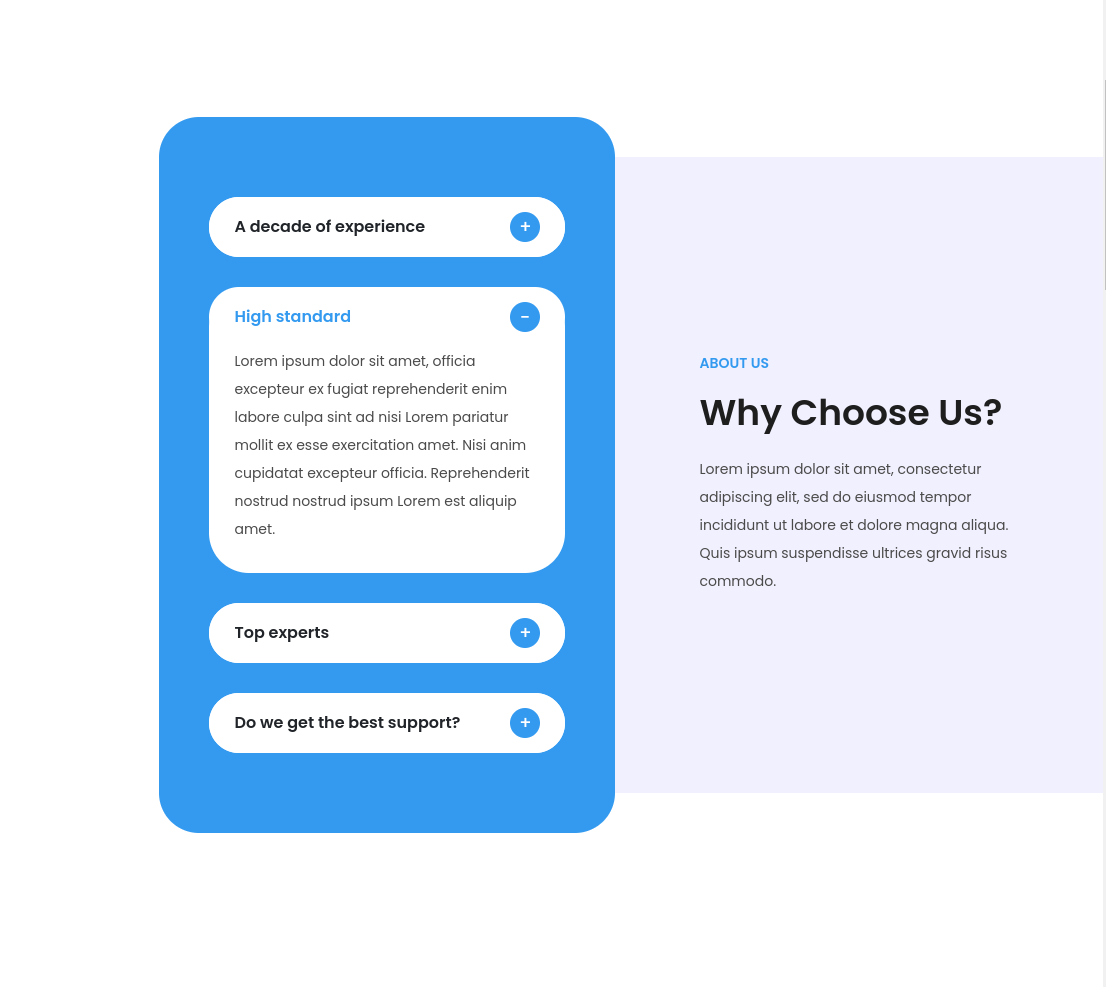 A decade of experience
+
High standard
−
Lorem ipsum dolor sit amet, officia
excepteur ex fugiat reprehenderit enim
labore culpa sint ad nisi Lorem pariatur
mollit ex esse exercitation amet. Nisi anim
cupidatat excepteur officia. Reprehenderit
nostrud nostrud ipsum Lorem est aliquip
amet.
Top experts
+
Do we get the best support?
+
ABOUT US
Why Choose Us?
Lorem ipsum dolor sit amet, consectetur
adipiscing elit, sed do eiusmod tempor
incididunt ut labore et dolore magna aliqua.
Quis ipsum suspendisse ultrices gravid risus
commodo.